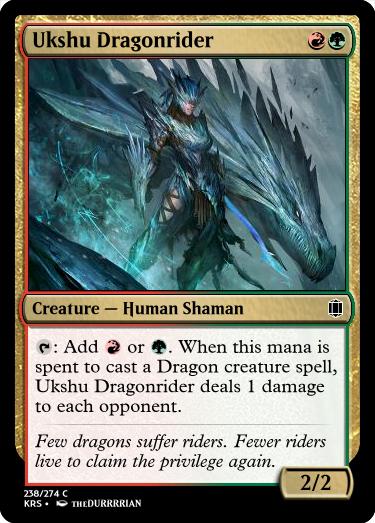 Ukshu Dragonrider
Creature — Human Shaman
: Add or . When this mana is
spent to cast a Dragon creature spell,
Ukshu Dragonrider deals 1 damage
to each opponent.
Few dragons suffer riders. Fewer riders
live to claim the privilege again.
2/2
238/274 C
KRS • THEDURRRRIAN